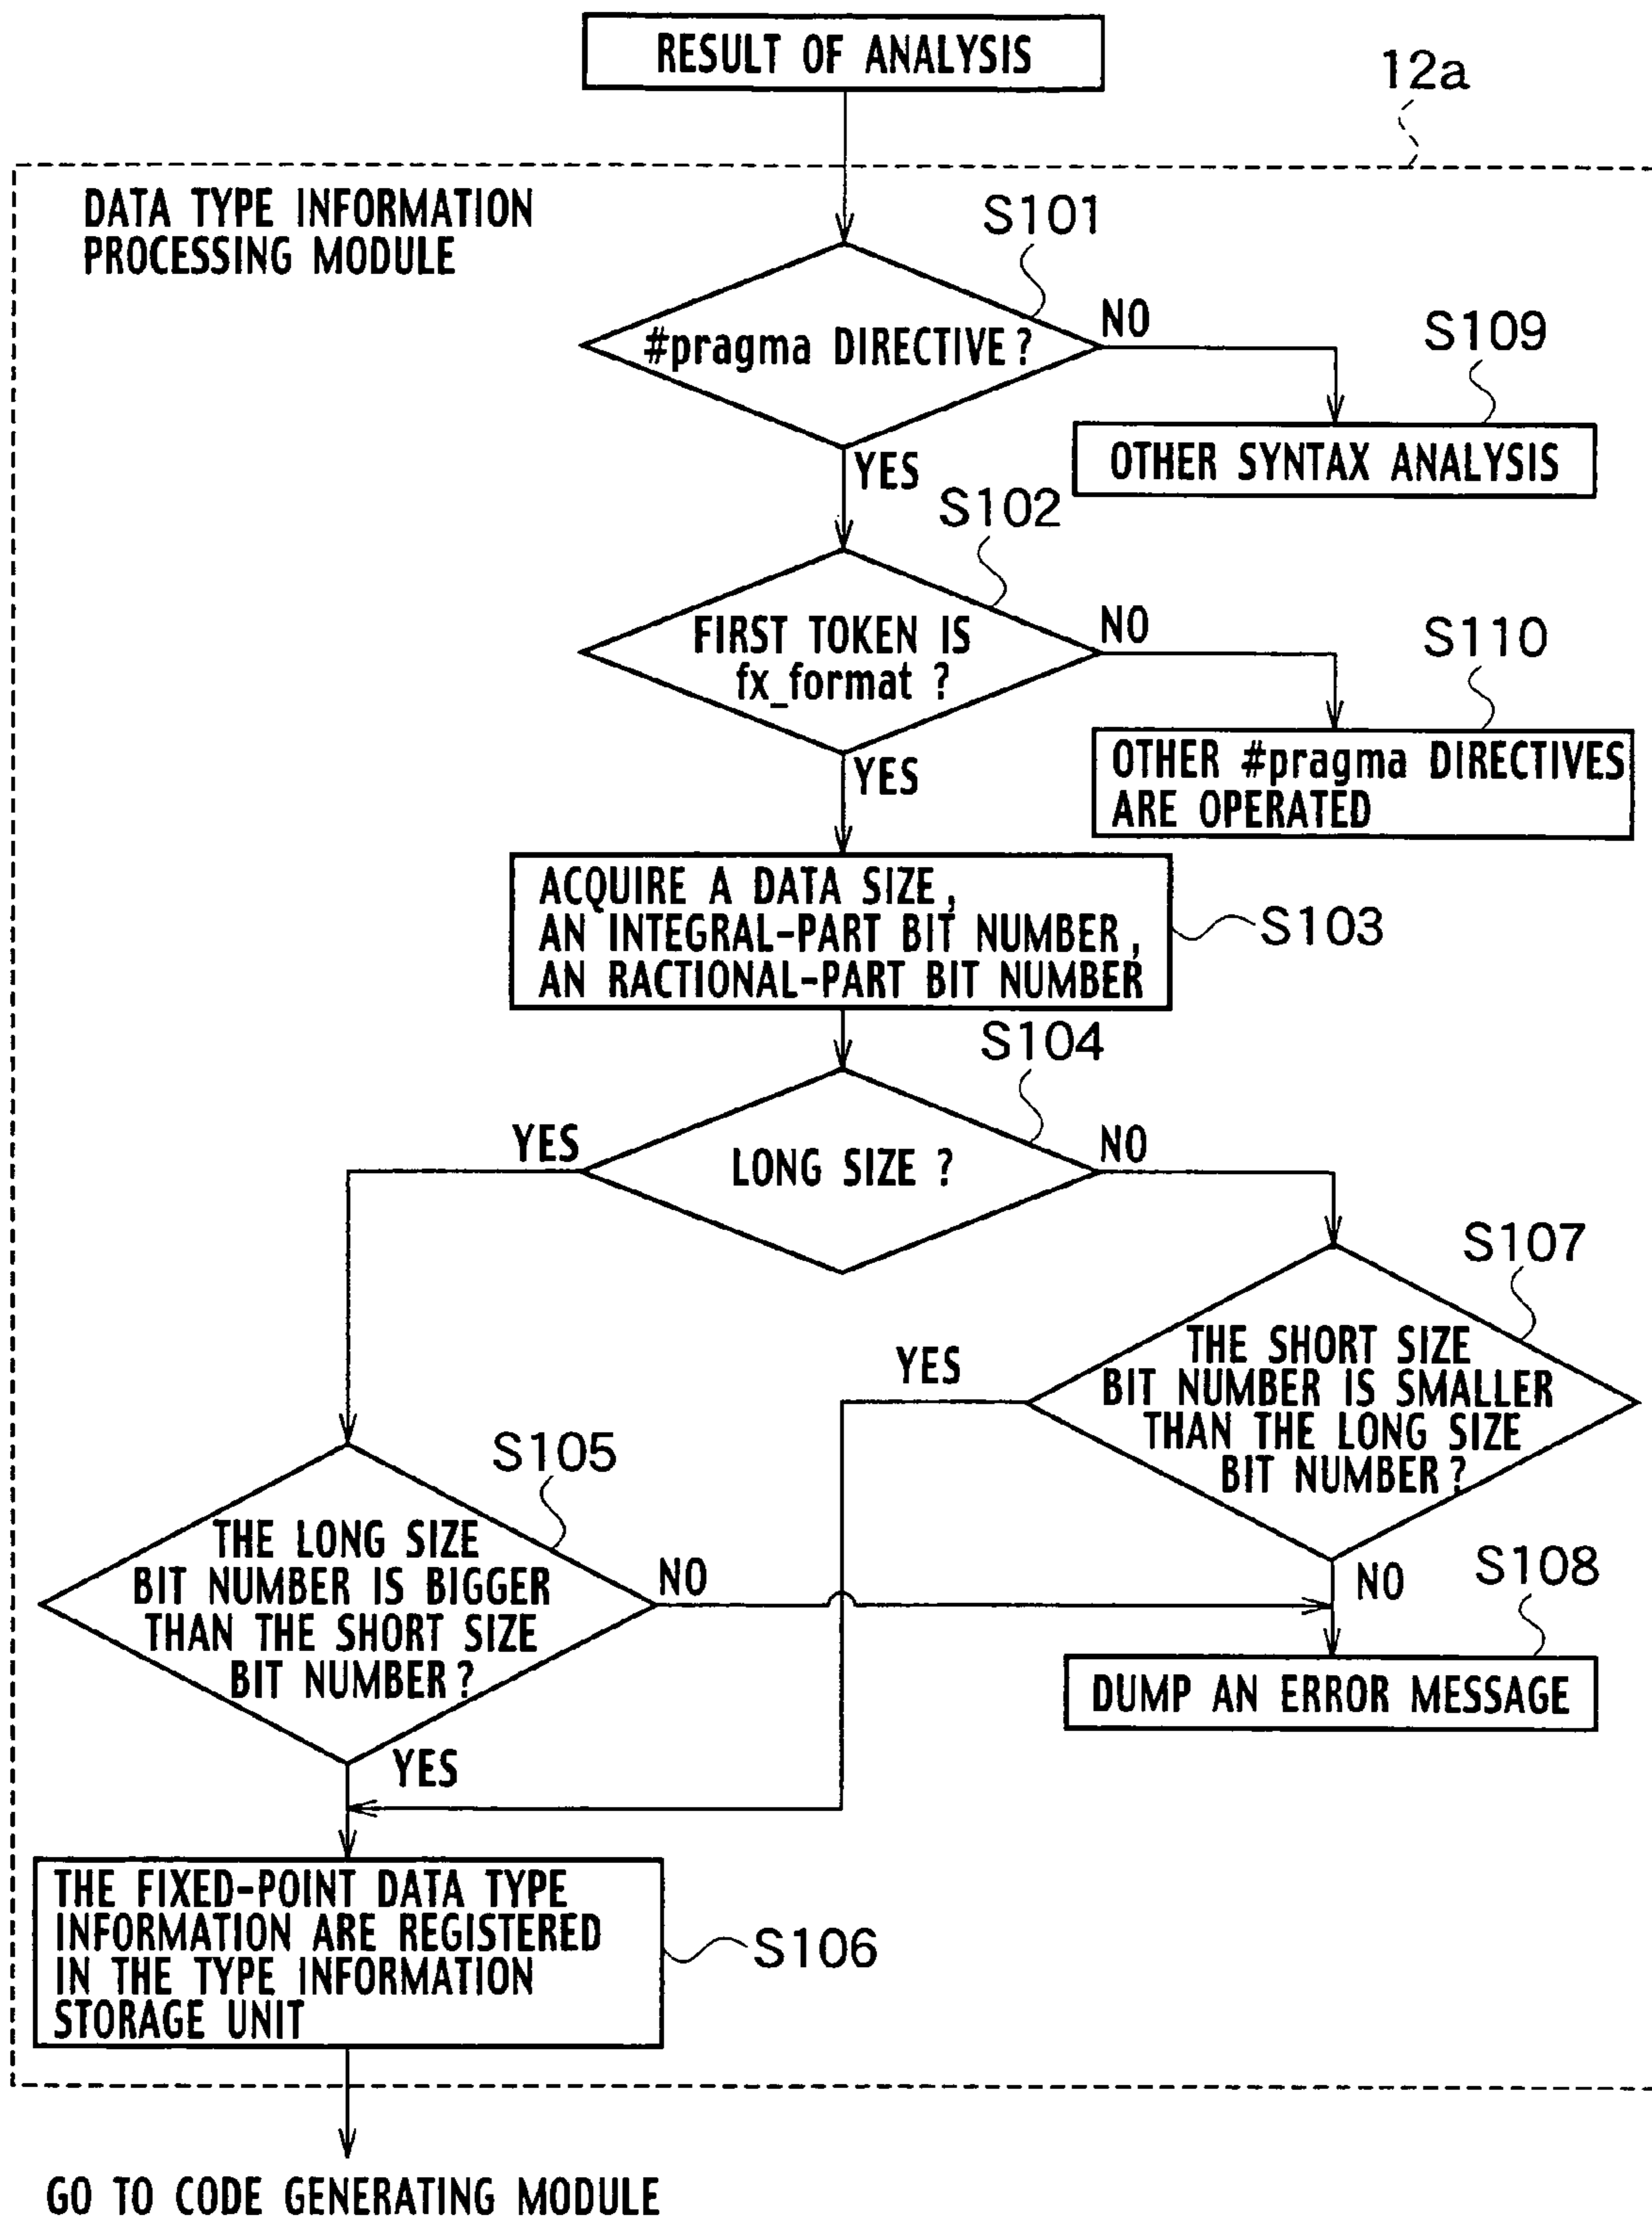 RESULT OF ANALYSIS
12a
DATA TYPE INFORMATION
PROCESSING MODULE
S101
#pragma DIRECTIVE ?
NO
S109
OTHER SYNTAX ANALYSIS
YES
S102
FIRST TOKEN IS
fx_format ?
NO
S110
OTHER #pragma DIRECTIVES
ARE OPERATED
YES
ACQUIRE A DATA SIZE,
AN INTEGRAL-PART BIT NUMBER,
AN RACTIONAL-PART BIT NUMBER
S103
S104
LONG SIZE ?
YES
NO
S107
THE SHORT SIZE
BIT NUMBER IS SMALLER
THAN THE LONG SIZE
BIT NUMBER ?
YES
NO
S105
THE LONG SIZE
BIT NUMBER IS BIGGER
THAN THE SHORT SIZE
BIT NUMBER ?
NO
S108
DUMP AN ERROR MESSAGE
YES
THE FIXED-POINT DATA TYPE
INFORMATION ARE REGISTERED
IN THE TYPE INFORMATION
STORAGE UNIT
S106
GO TO CODE GENERATING MODULE